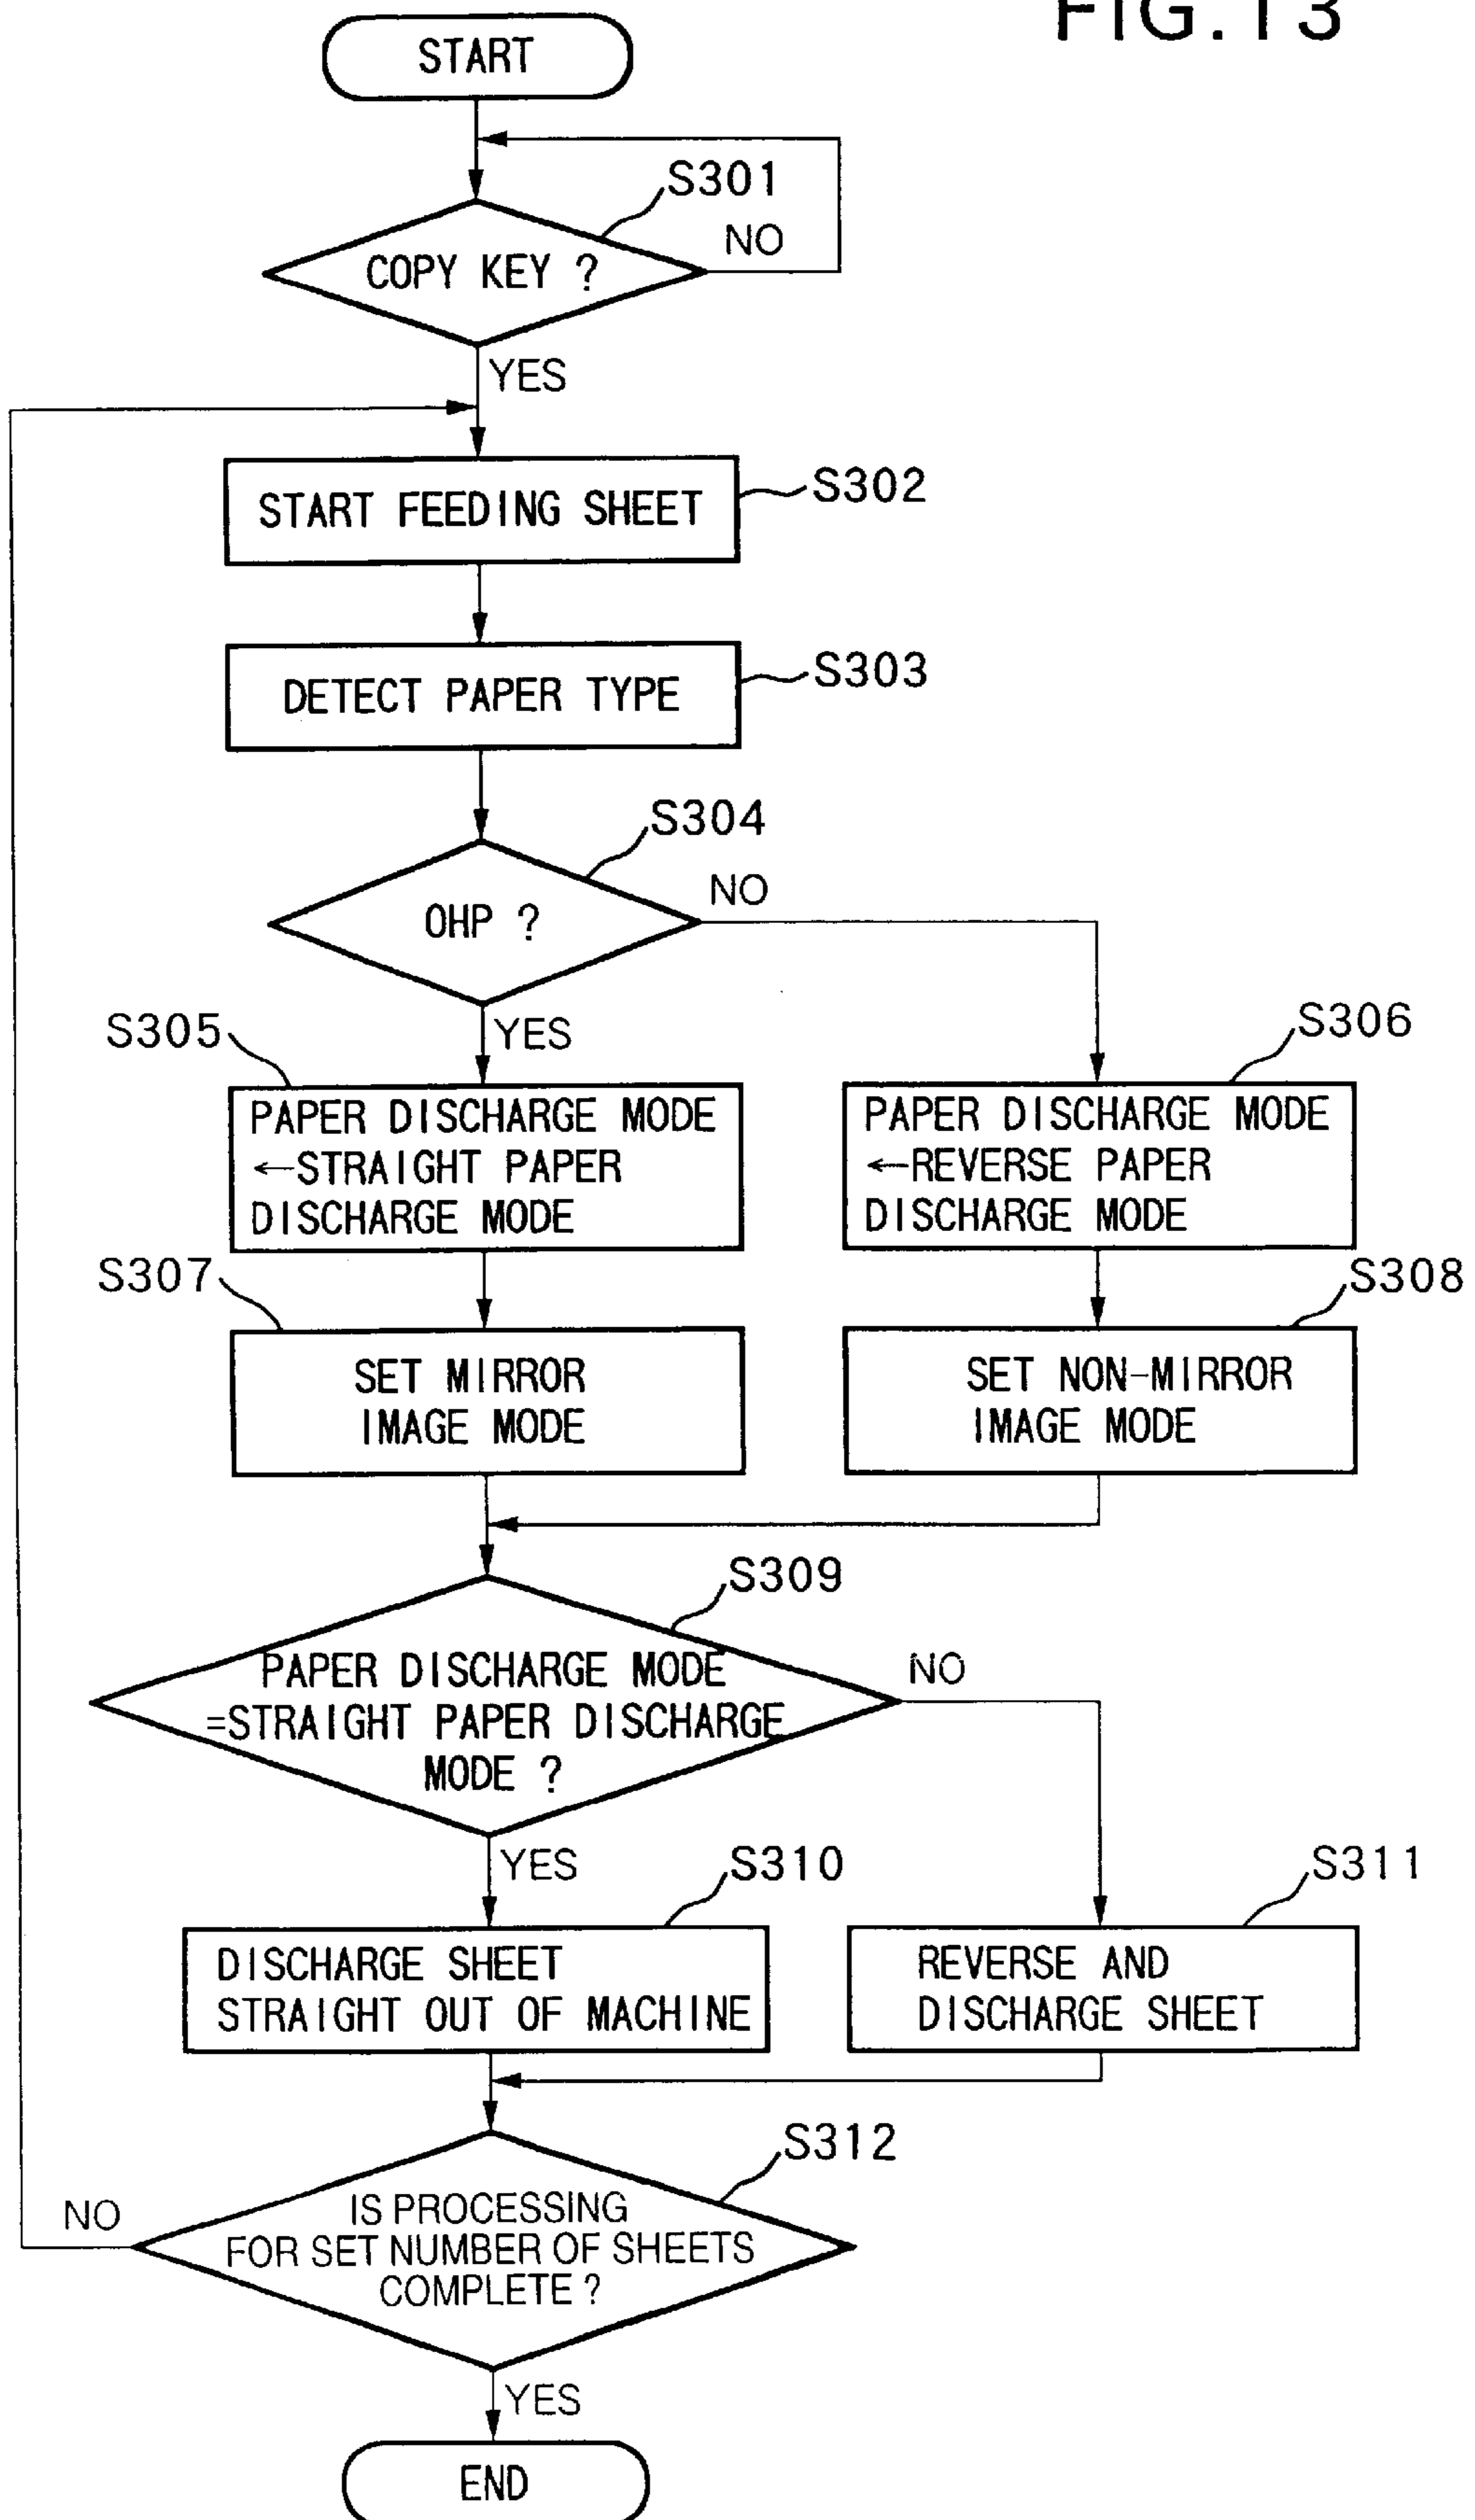 FIG.13
START
S301
NO
COPY KEY ?
YES
START FEEDING SHEET
S302
DETECT PAPER TYPE
S303
S304
NO
OHP ?
YES
S305
S306
PAPER DISCHARGE MODE
←STRAIGHT PAPER
DISCHARGE MODE
PAPER DISCHARGE MODE
←REVERSE PAPER
DISCHARGE MODE
S307
S308
SET MIRROR
IMAGE MODE
SET NON-MIRROR
IMAGE MODE
S309
NO
PAPER DISCHARGE MODE
=STRAIGHT PAPER DISCHARGE
MODE ?
YES
S310
S311
DISCHARGE SHEET
STRAIGHT OUT OF MACHINE
REVERSE AND
DISCHARGE SHEET
S312
NO
IS PROCESSING
FOR SET NUMBER OF SHEETS
COMPLETE ?
YES
END